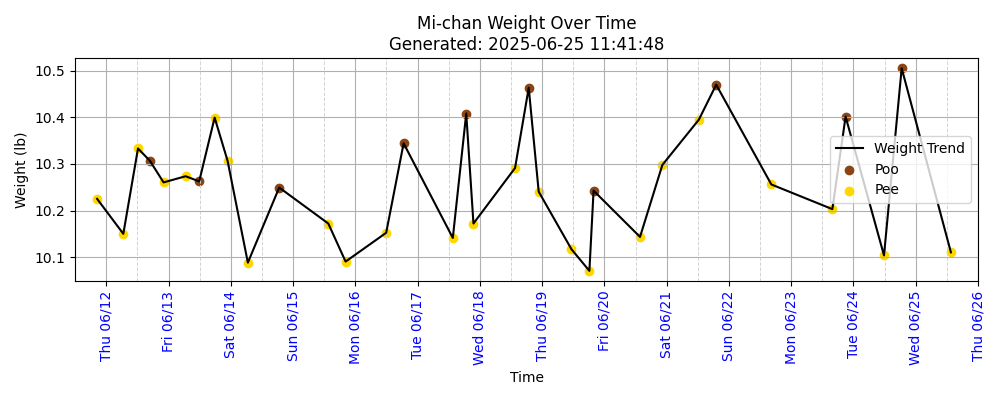 Mi-chan Weight Over Time
Generated: 2025-06-25 11:41:48
Weight (lb)
10.5
10.4
10.3
10.2
10.1
Weight Trend
Poo
Pee
Thu 06/12
Fri 06/13
Sat 06/14
Sun 06/15
Mon 06/16
Tue 06/17
Wed 06/18
Thu 06/19
Fri 06/20
Sat 06/21
Sun 06/22
Mon 06/23
Tue 06/24
Wed 06/25
Thu 06/26
Time